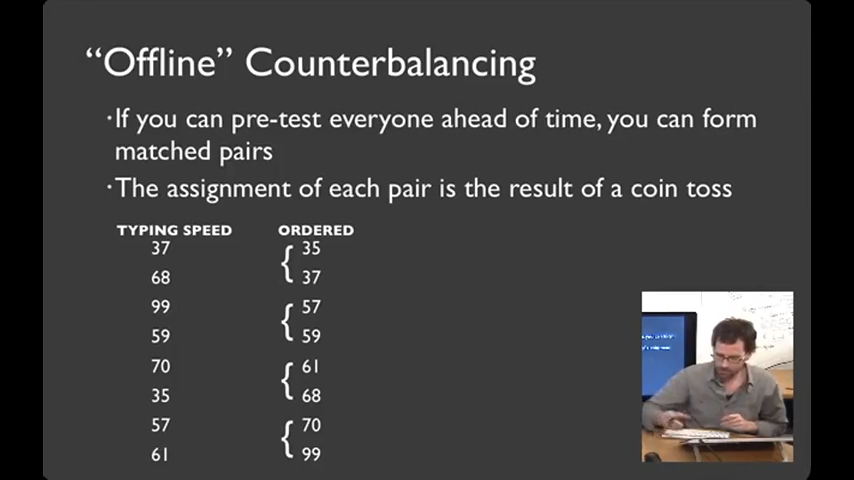 “Offline” Counterbalancing
·If you can pre-test everyone ahead of time, you can form
matched pairs
·The assignment of each pair is the result of a coin toss
TYPING SPEED ORDERED
37 { 35
68 37
99 { 57
59 59
70 { 61
35 68
57 { 70
61 99